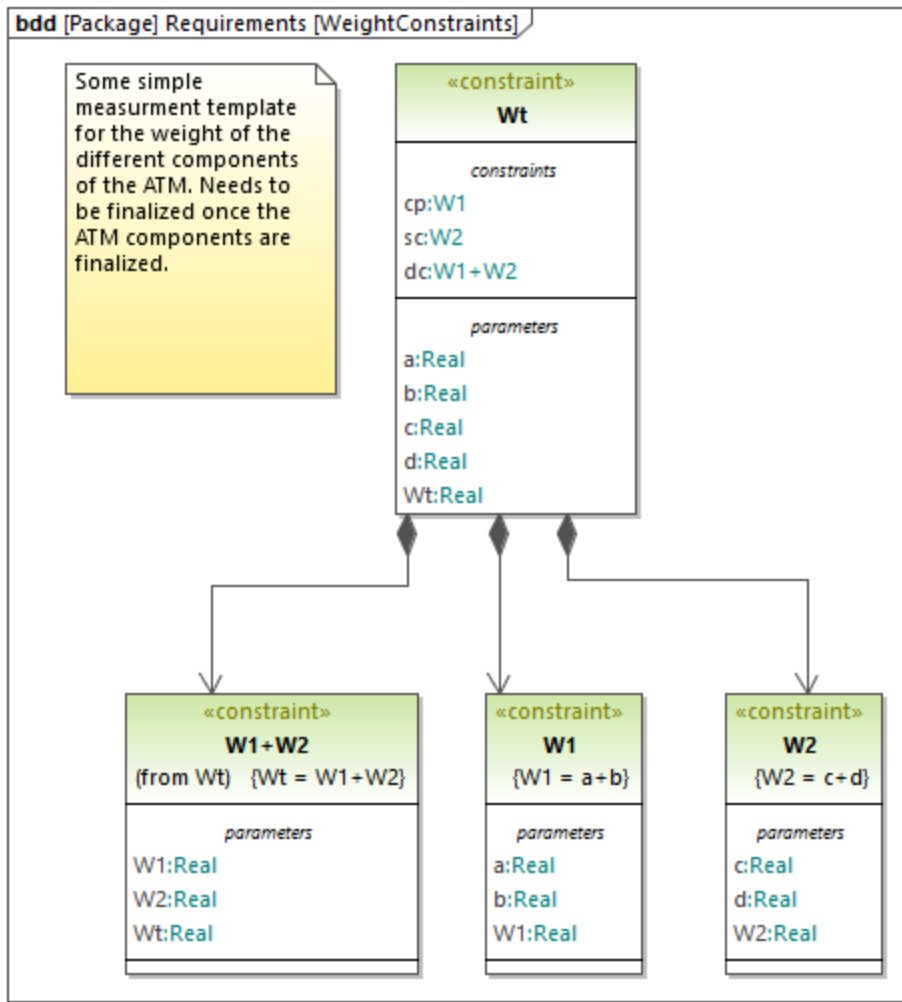 bdd [Package] Requirements [WeightConstraints]
Some simple
measurment template
for the weight of the
different components
of the ATM. Needs to
be finalized once the
ATM components are
finalized.
«constraint»
Wt
constraints
cp:W1
sc:W2
dc:W1+W2
parameters
a:Real
b:Real
c:Real
d:Real
Wt:Real
«constraint»
W1+W2
(from Wt) {Wt = W1+W2}
parameters
W1:Real
W2:Real
Wt:Real
«constraint»
W1
{W1 = a+b}
parameters
a:Real
b:Real
W1:Real
«constraint»
W2
{W2 = c+d}
parameters
c:Real
d:Real
W2:Real